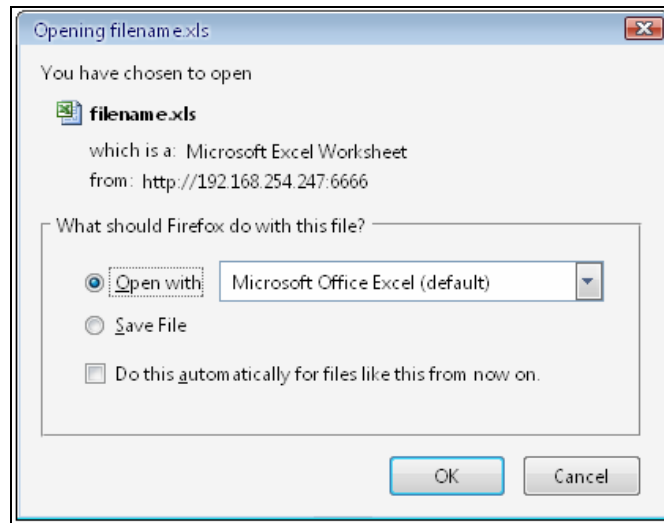 Opening filename.xls
You have chosen to open
filename.xls
which is a: Microsoft Excel Worksheet
from: http://192.168.254.247:6666
What should Firefox do with this file?
Open with Microsoft Office Excel (default)
Save File
Do this automatically for files like this from now on.
OK Cancel